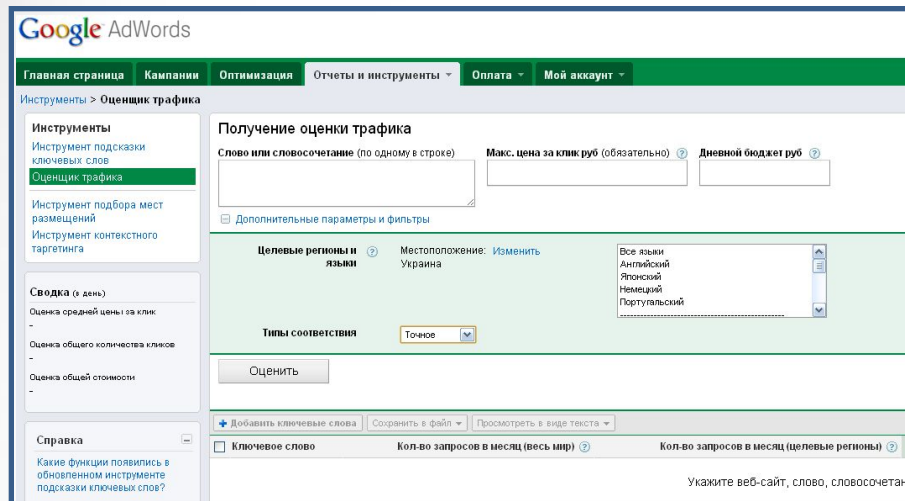 Google AdWords
Главная страница Кампании Оптимизация Отчеты и инструменты Оплата Мой аккаунт
Инструменты > Оценщик трафика
Инструменты
Инструмент подсказки
ключевых слов
Оценщик трафика
Инструмент подбора мест
размещений
Инструмент контекстного
таргетинга
Сводка (в день)
Оценка средней цены за клик
-
Оценка общего количества кликов
-
Оценка общей стоимости
-
Справка
Какие функции появились в
обновленном инструменте
подсказки ключевых слов?
Получение оценки трафика
Слово или словосочетание (по одному в строке) Макс. цена за клик руб (обязательно) ? Дневной бюджет руб ?
Дополнительные параметры и фильтры
Целевые регионы и ? Местоположение: Изменить
языки Украина
Все языки
Английский
Японский
Немецкий
Португальский
Типы соответствия Точное
Оценить
Добавить ключевые слова Сохранить в файл Просмотреть в виде текста
Ключевое слово Кол-во запросов в месяц (весь мир) ? Кол-во запросов в месяц (целевые регионы) ?
Укажите веб-сайт, слово, словосочетан